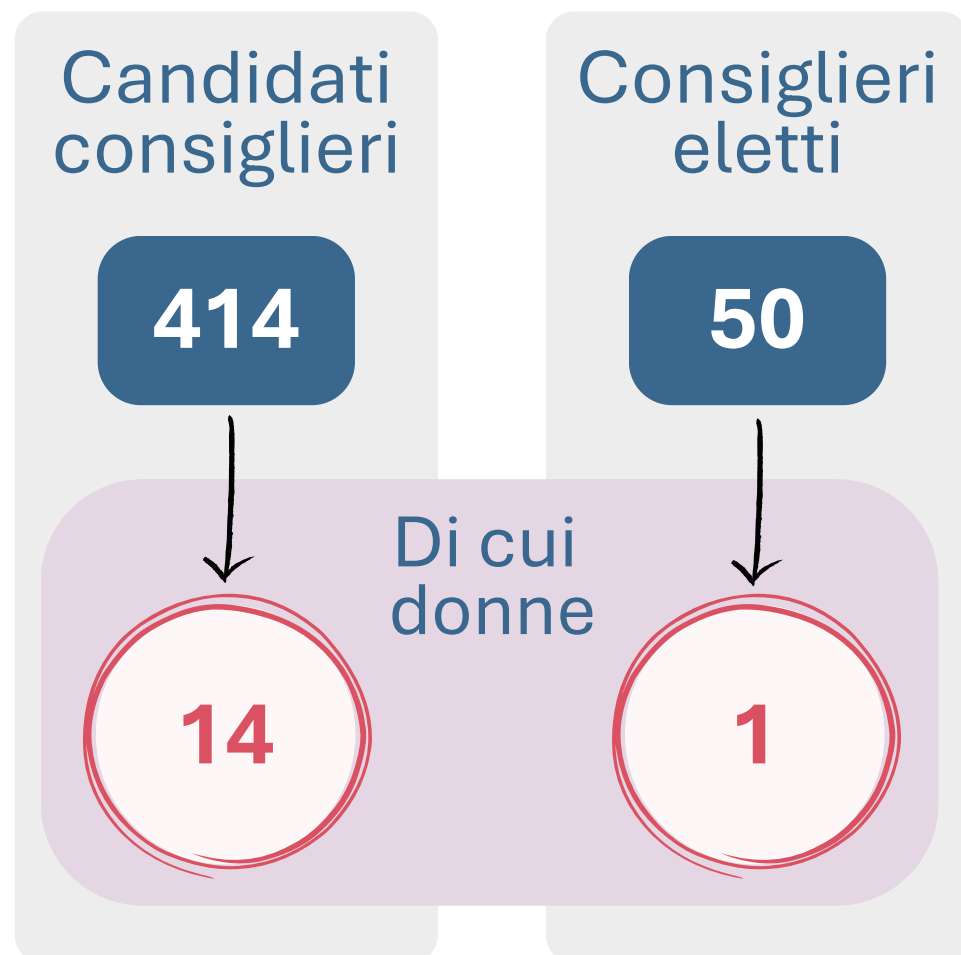 Candidati
consiglieri
414
Consiglieri
eletti
50
Di cui
donne
14
1